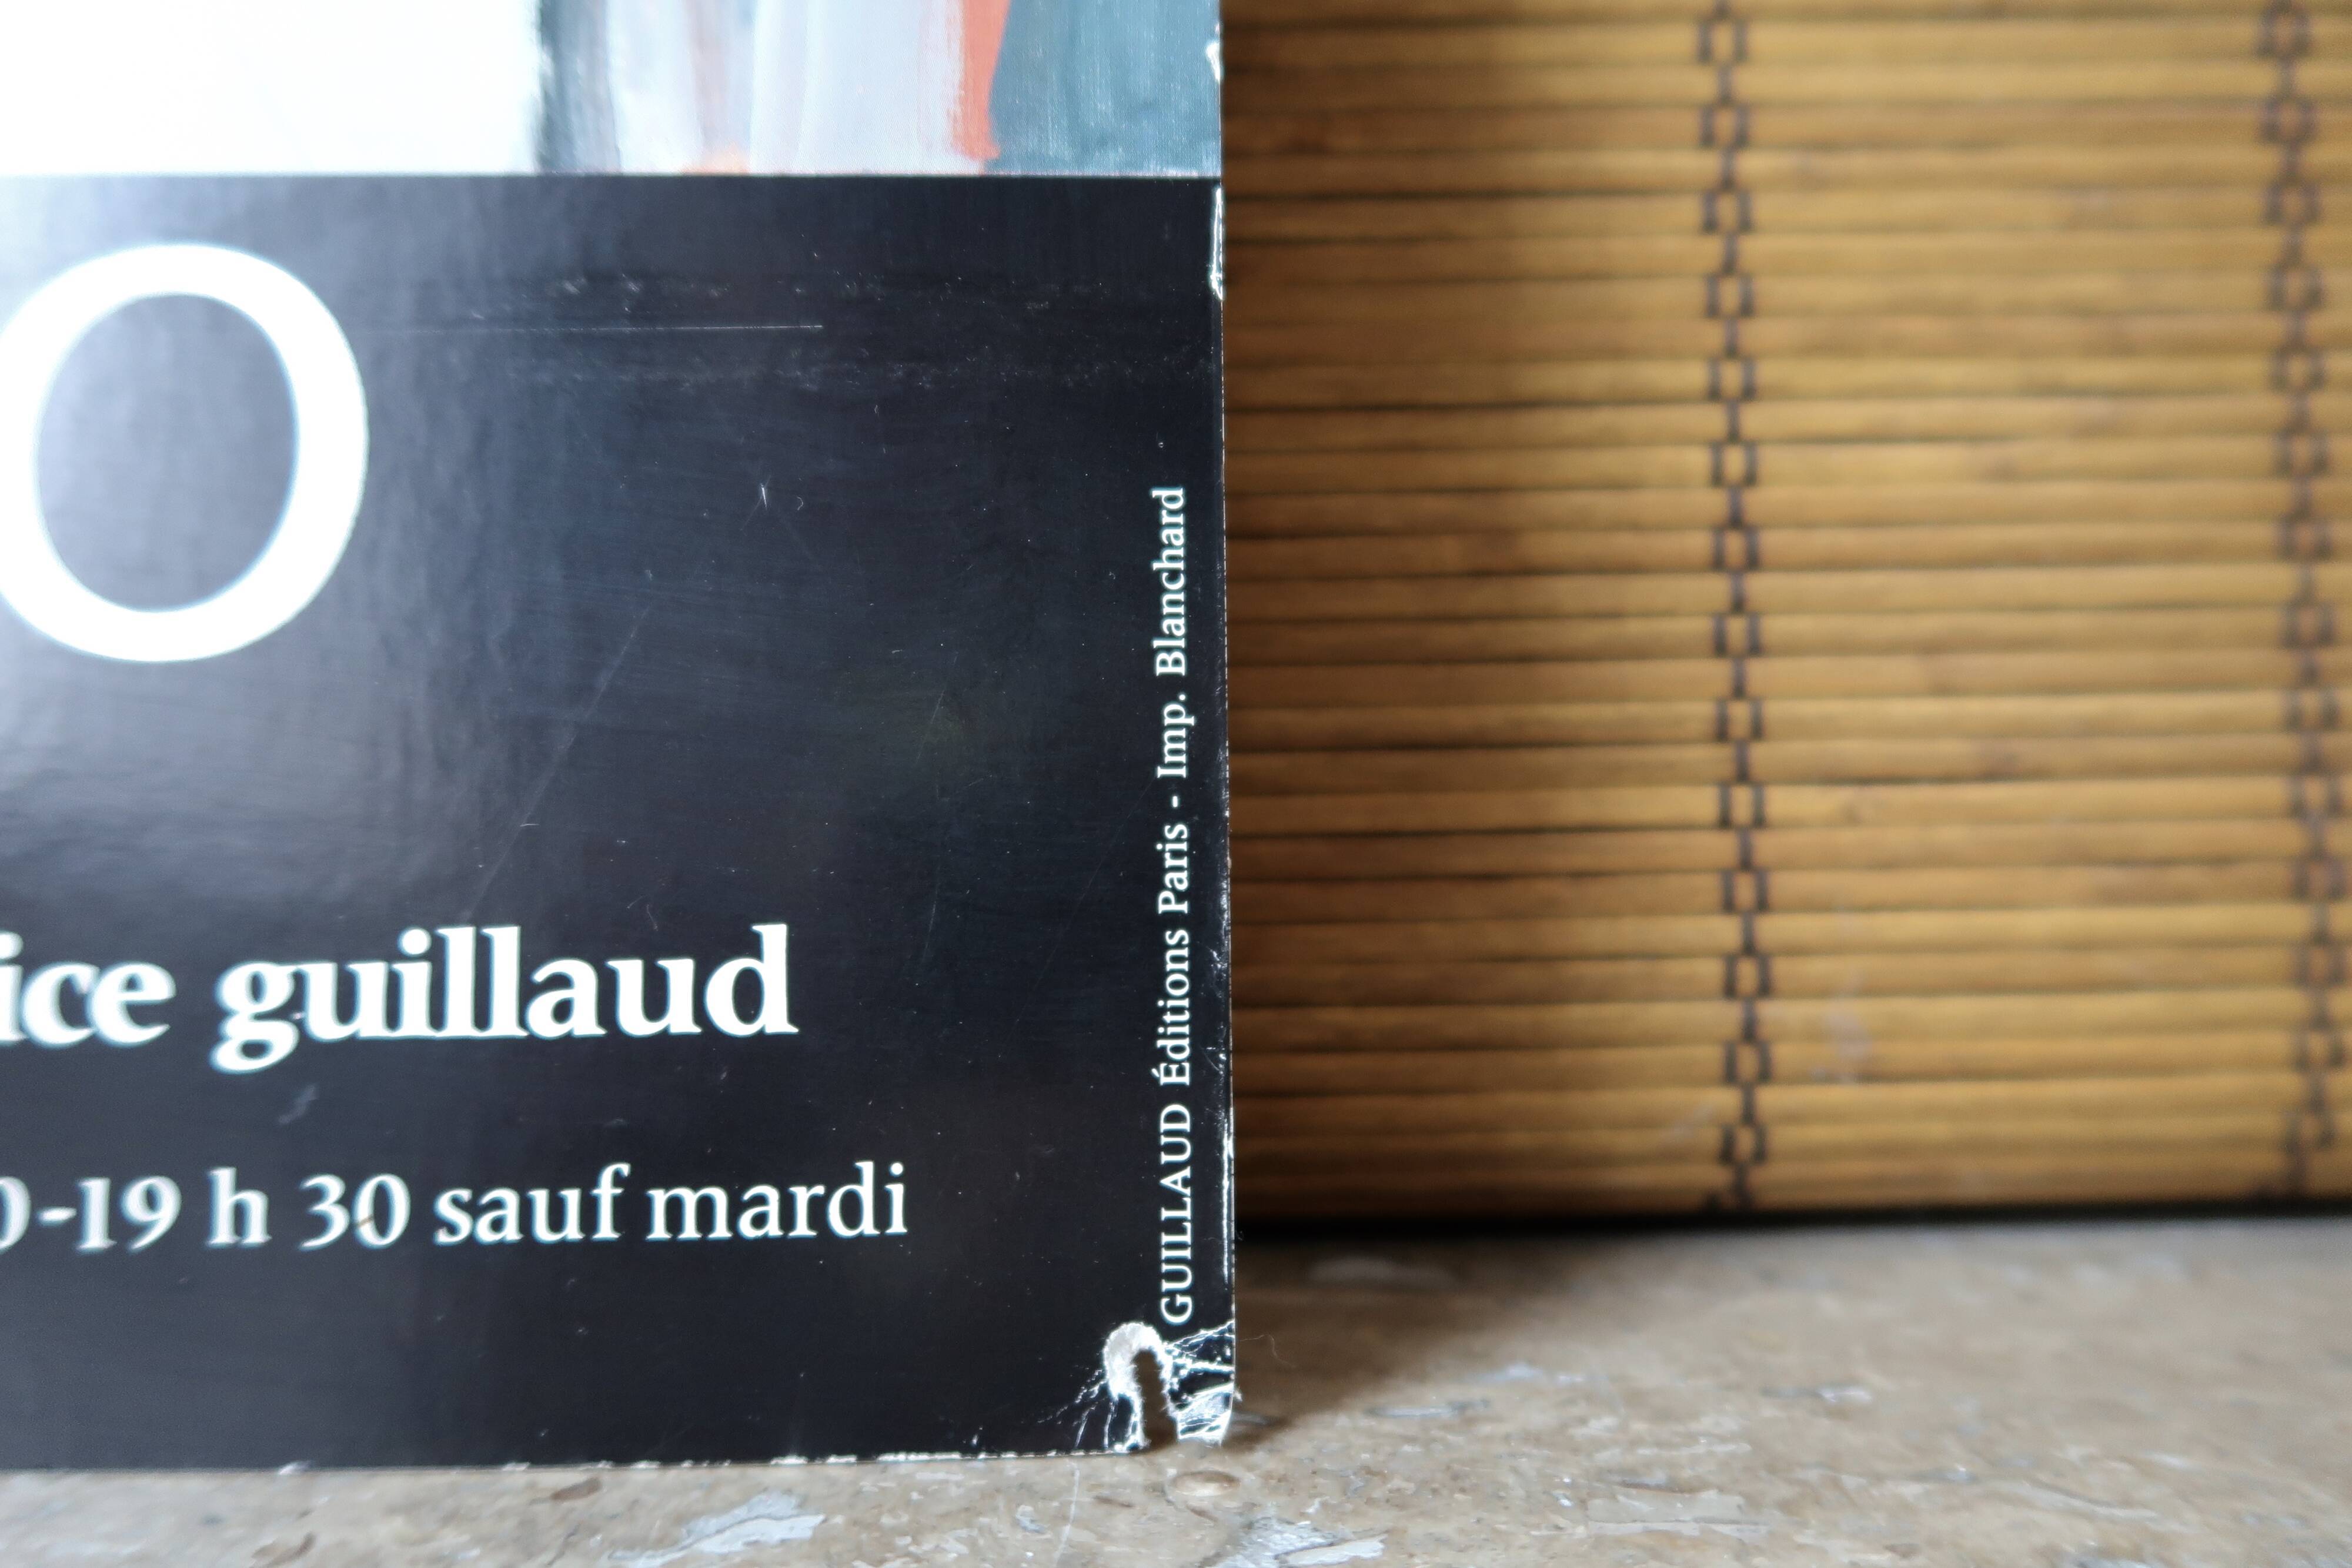 O
ice guillaud
0-19 h 30 sauf mardi
GUILLAUD Éditions Paris - Imp. Blanchard